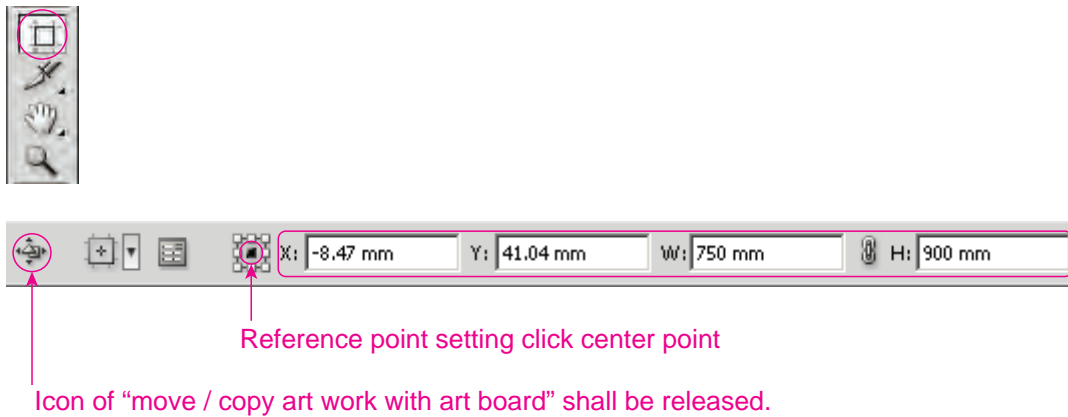 X: -8.47 mm Y: 41.04 mm W: 750 mm H: 900 mm
Reference point setting click center point
Icon of “move / copy art work with art board” shall be released.